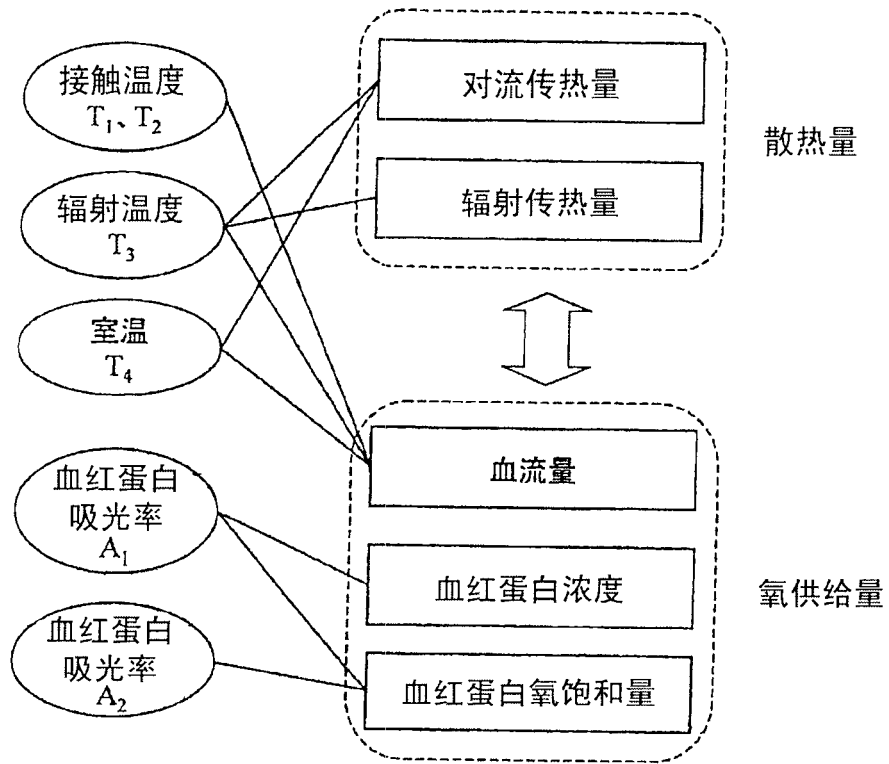 接触温度
T₁、T₂
辐射温度
T₃
室温
T₄
血红蛋白
吸光率
A₁
血红蛋白
吸光率
A₂
对流传热量
辐射传热量
散热量
血流量
血红蛋白浓度
血红蛋白氧饱和量
氧供给量